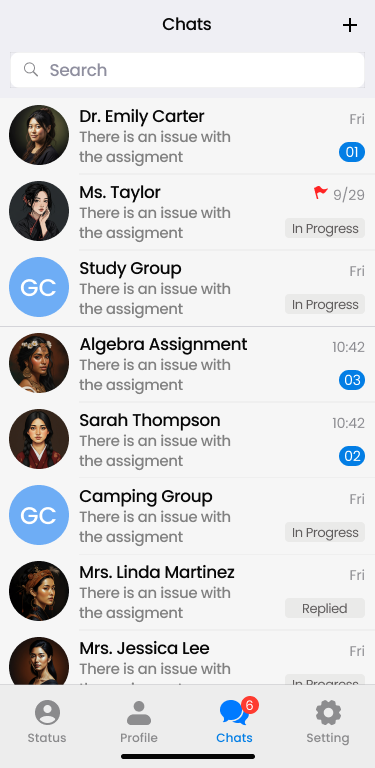 Chats
Search
Dr. Emily Carter
Fri
There is an issue with
the assigment
01
Ms. Taylor
9/29
There is an issue with
the assigment
In Progress
GC
Study Group
Fri
There is an issue with
the assigment
In Progress
Algebra Assignment
10:42
There is an issue with
the assigment
03
Sarah Thompson
10:42
There is an issue with
the assigment
02
GC
Camping Group
Fri
There is an issue with
the assigment
In Progress
Mrs. Linda Martinez
Fri
There is an issue with
the assigment
Replied
Mrs. Jessica Lee
Fri
There is an issue with
the assigment
In Progress
6
Status
Profile
Chats
Setting